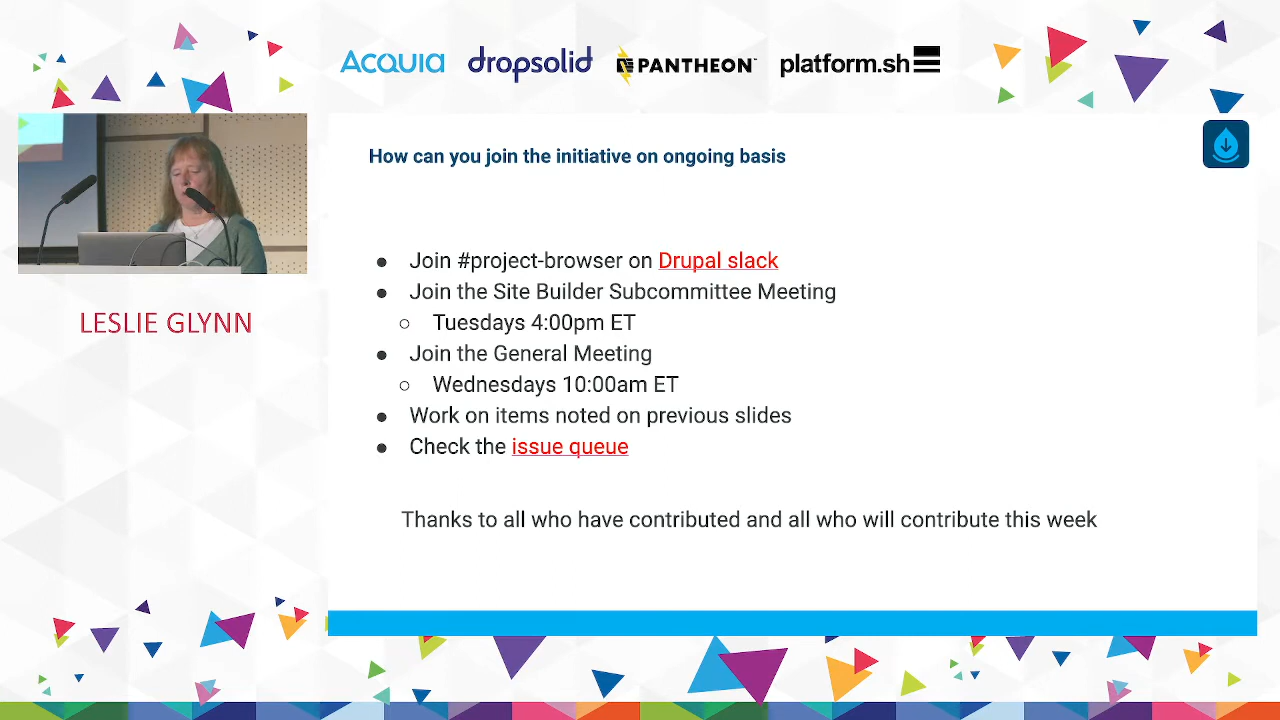 ACQUIA
dropsolid
PANTHEON
platform.sh
How can you join the initiative on ongoing basis
● Join #project-browser on Drupal slack
● Join the Site Builder Subcommittee Meeting
○ Tuesdays 4:00pm ET
● Join the General Meeting
○ Wednesdays 10:00am ET
● Work on items noted on previous slides
● Check the issue queue
Thanks to all who have contributed and all who will contribute this week
LESLIE GLYNN